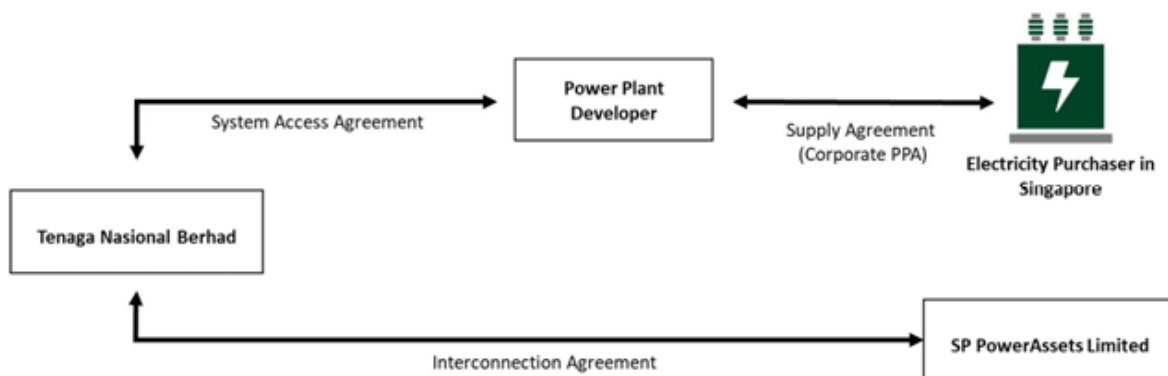 Power Plant
Developer
System Access Agreement
Supply Agreement
(Corporate PPA)
Electricity Purchaser in
Singapore
Tenaga Nasional Berhad
SP PowerAssets Limited
Interconnection Agreement